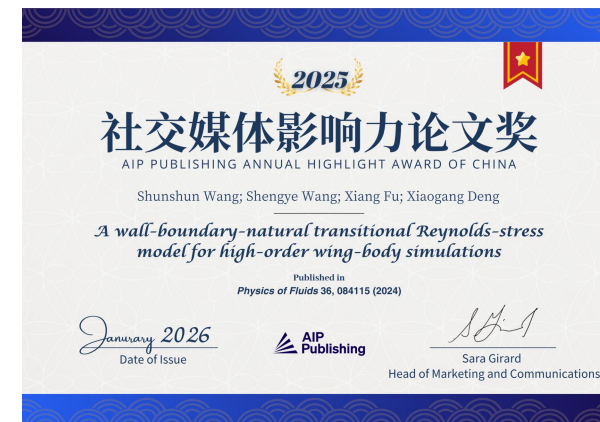 2025
社交媒体影响力论文奖
AIP PUBLISHING ANNUAL HIGHLIGHT AWARD OF CHINA
Shunshun Wang; Shengye Wang; Xiang Fu; Xiaogang Deng
A wall-boundary-natural transitional Reynolds-stress
model for high-order wing-body simulations
Published in
Physics of Fluids 36, 084115 (2024)
Janurary 2026
Date of Issue
AIP
Publishing
Sara Girard
Head of Marketing and Communications